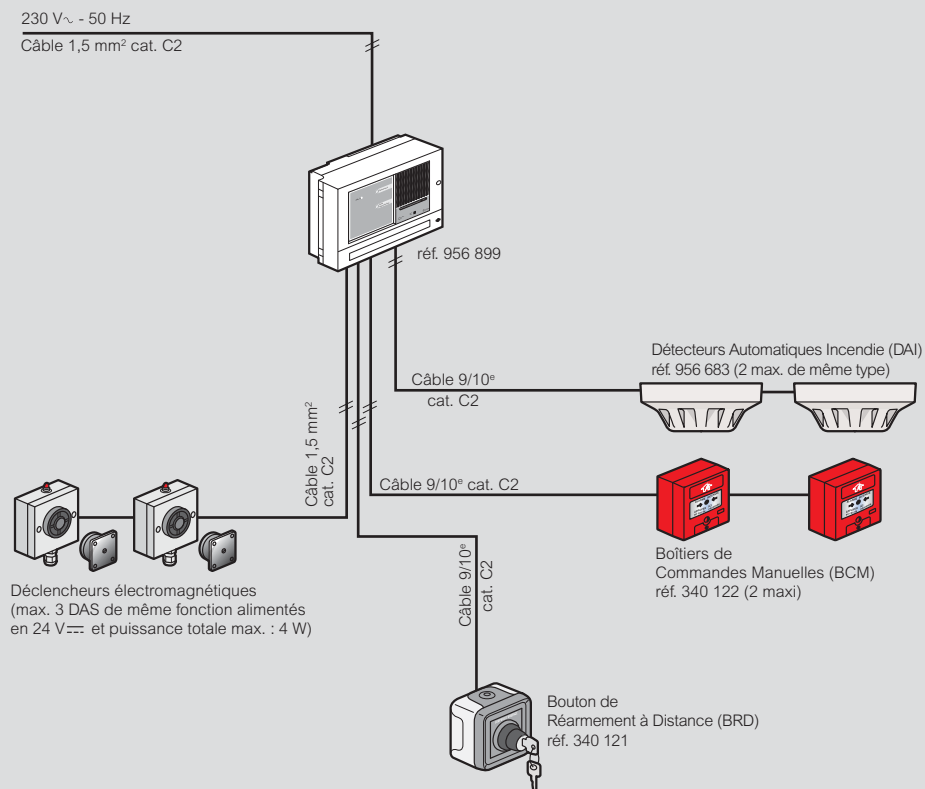 230 V∿ - 50 Hz
Câble 1,5 mm² cat. C2
réf. 956 899
Détecteurs Automatiques Incendie (DAI)
réf. 956 683 (2 max. de même type)
Câble 9/10ᵉ
cat. C2
Câble 1,5 mm²
cat. C2
Câble 9/10ᵉ cat. C2
Boîtiers de
Commandes Manuelles (BCM)
réf. 340 122 (2 maxi)
Déclencheurs électromagnétiques
(max. 3 DAS de même fonction alimentés
en 24 V⎓ et puissance totale max. : 4 W)
Câble 9/10ᵉ
cat. C2
Bouton de
Réarmement à Distance (BRD)
réf. 340 121